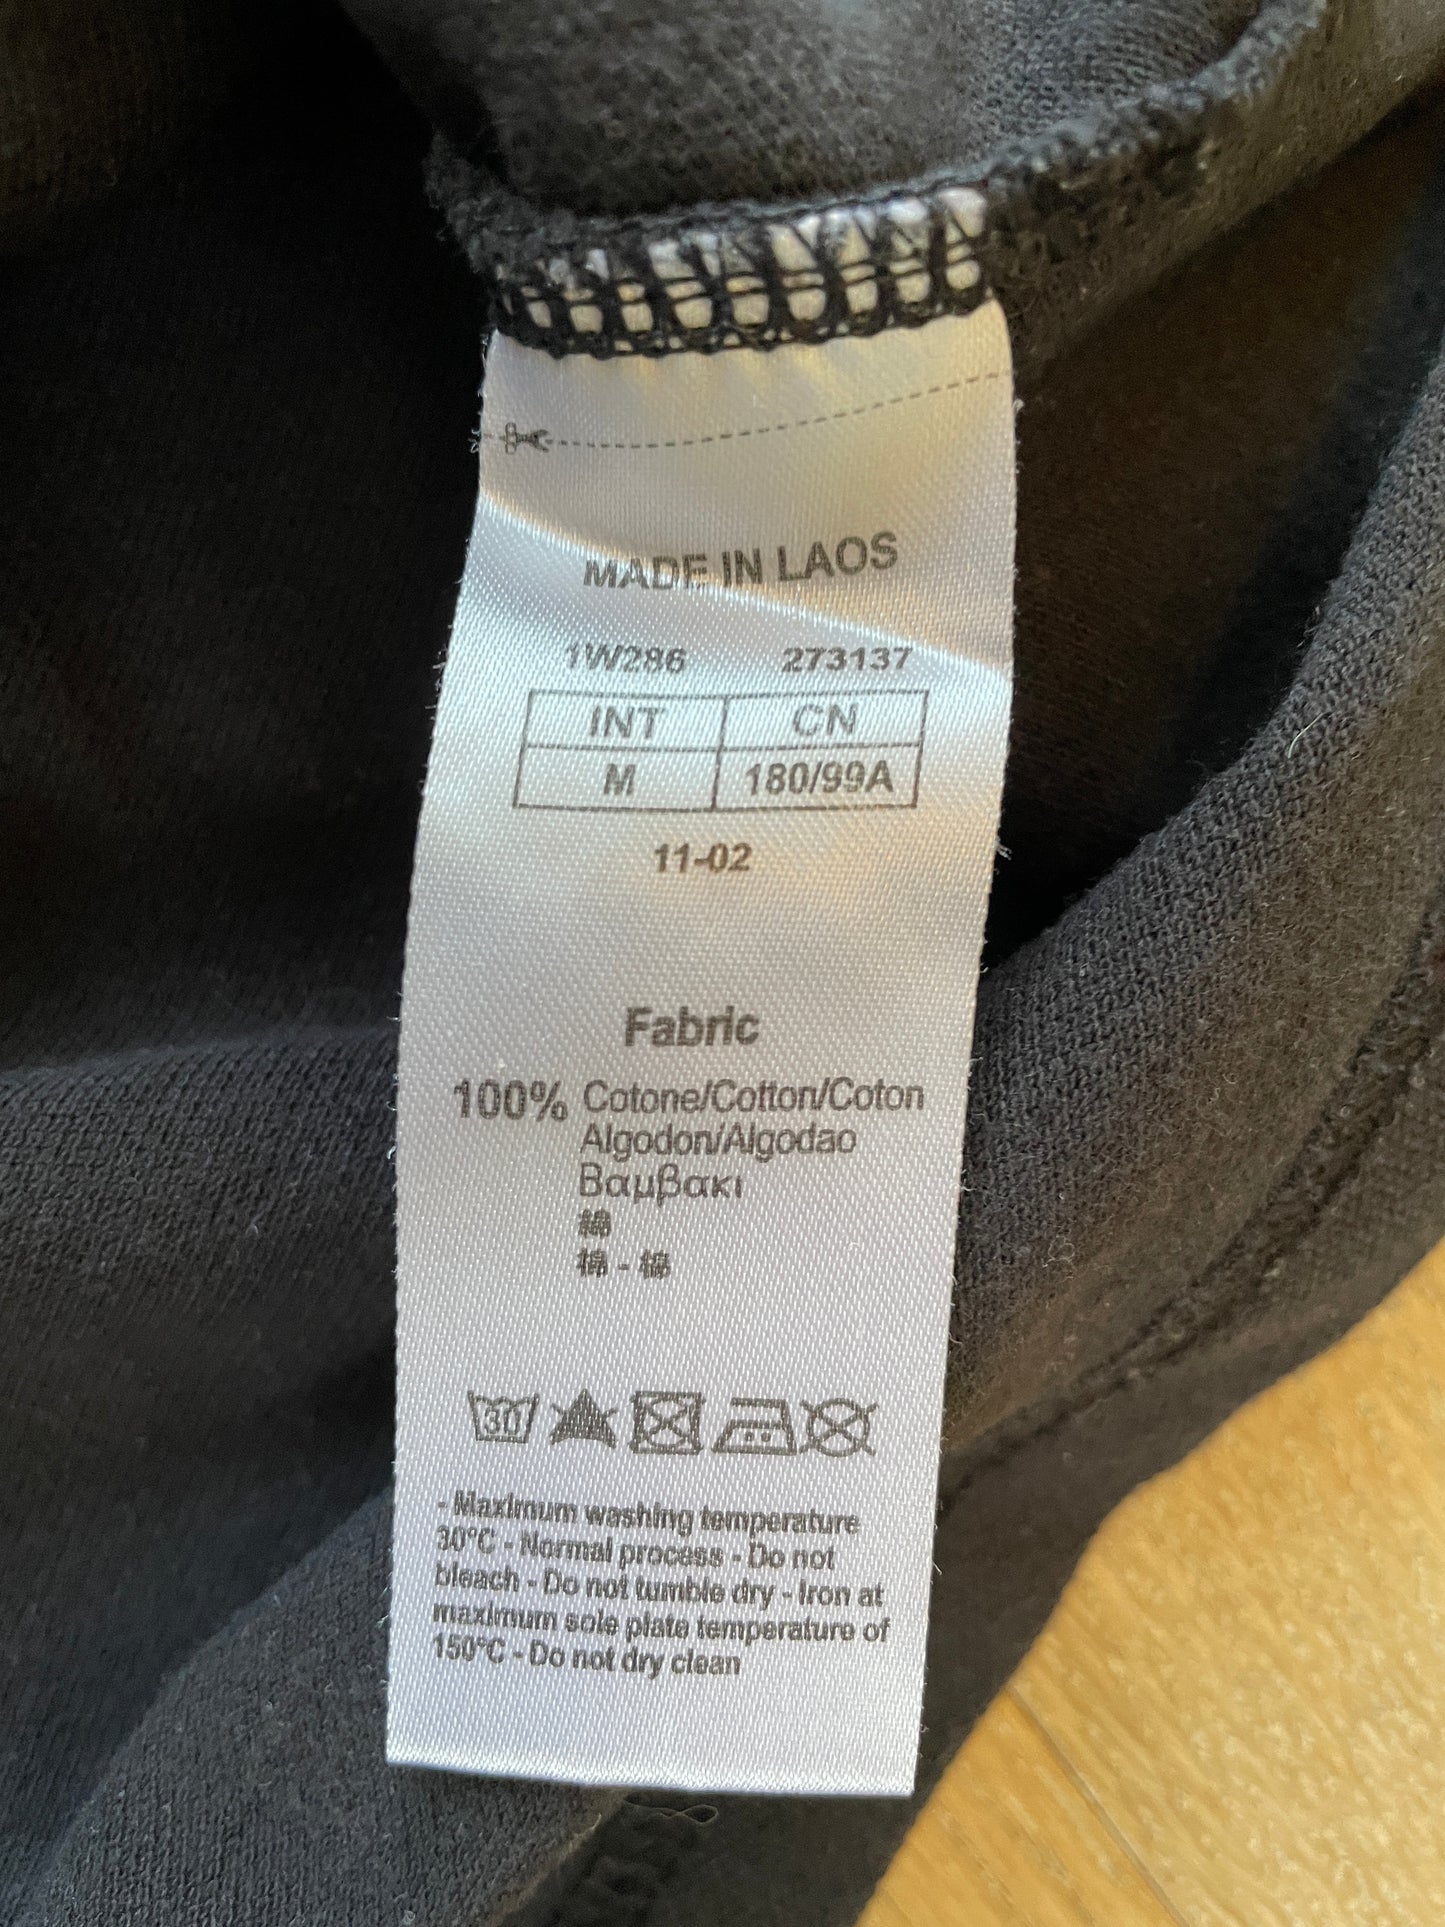 MADE IN LAOS
1W286 273137
INT CN
M 180/99A
11-02
Fabric
100% Cotone/Cotton/Coton
Algodon/Algodao
Βαμβακι
綿
棉 - 棉
30
- Maximum washing temperature
30°C - Normal process - Do not
bleach - Do not tumble dry - Iron at
maximum sole plate temperature of
150°C - Do not dry clean